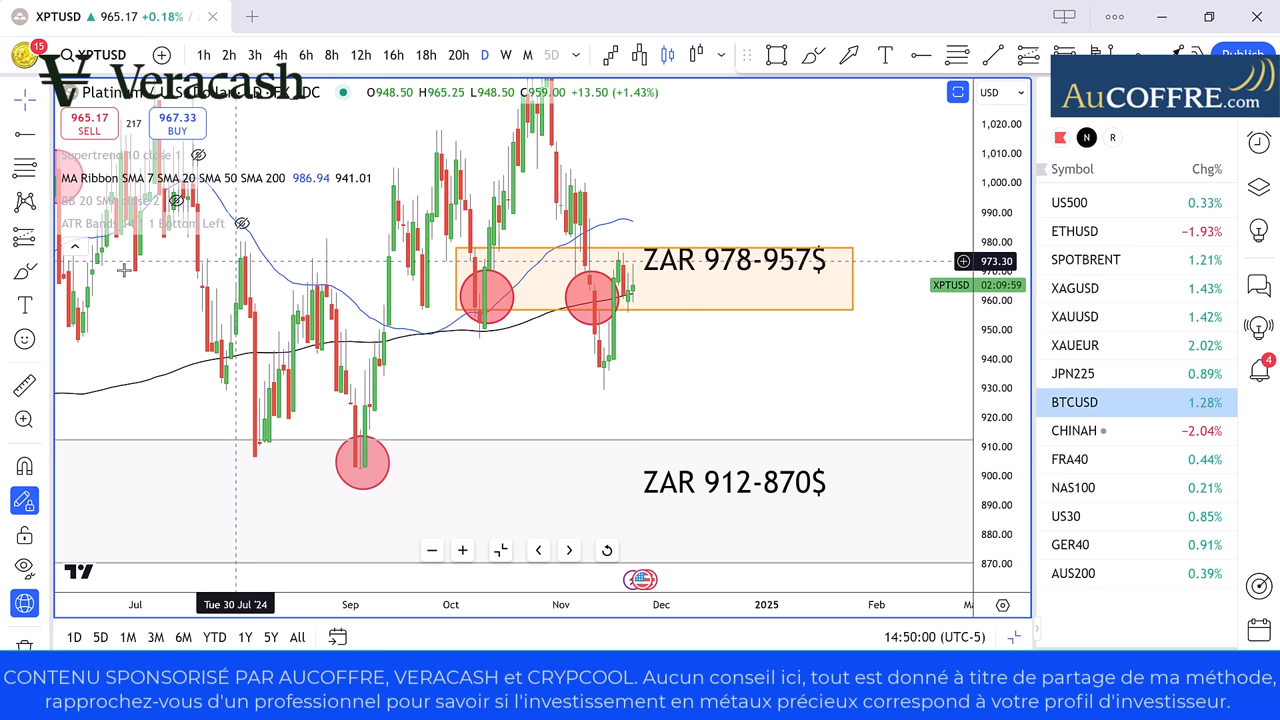 XPTUSD ▲ 965.17 +0.18% /
15
XPTUSD
1h 2h 3h 4h 6h 8h 12h 16h 18h 20h D W M 5D
Publish
Veracash
AuCOFFRE.com
O948.50 H965.25 L948.50 C959.00 +13.50 (+1.43%)
USD
965.17
SELL
217
967.33
BUY
Supertrend 10 close 1
MA Ribbon SMA 7 SMA 20 SMA 50 SMA 200 986.94 941.01
BB 20 SMA close 2
1 Bottom Left
N
R
Symbol Chg%
US500 0.33%
ETHUSD −1.93%
SPOTBRENT 1.21%
XAGUSD 1.43%
XAUUSD 1.42%
XAUEUR 2.02%
JPN225 0.89%
BTCUSD 1.28%
CHINAH −2.04%
FRA40 0.44%
NAS100 0.21%
US30 0.85%
GER40 0.91%
AUS200 0.39%
4
ZAR 978-957$
ZAR 912-870$
1,020.00
1,010.00
1,000.00
990.00
980.00
973.30
970.00
XPTUSD 02:09:59
960.00
950.00
940.00
930.00
920.00
910.00
900.00
890.00
880.00
870.00
Jul
Tue 30 Jul '24
Sep
Oct
Nov
Dec
2025
Feb
1D 5D 1M 3M 6M YTD 1Y 5Y All
14:50:00 (UTC-5)
CONTENU SPONSORISÉ PAR AUCOFFRE, VERACASH et CRYPCOOL. Aucun conseil ici, tout est donné à titre de partage de ma méthode,
rapprochez-vous d'un professionnel pour savoir si l'investissement en métaux précieux correspond à votre profil d'investisseur.